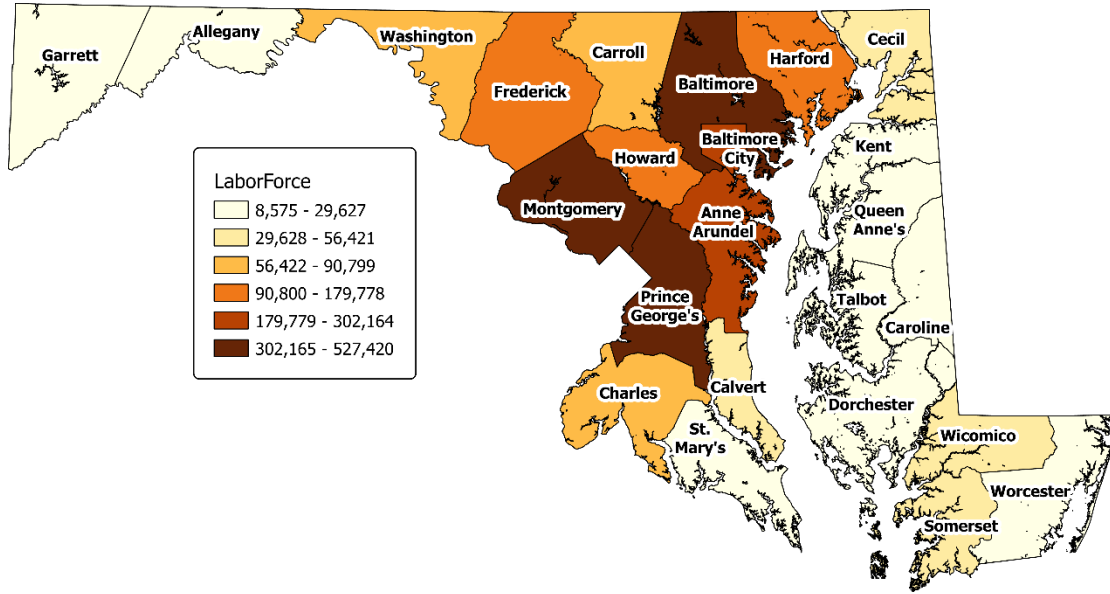 Garrett
Allegany
Washington
Frederick
Carroll
Baltimore
Harford
Cecil
Baltimore
City
Howard
Montgomery
Anne
Arundel
Prince
George's
Kent
Queen
Anne's
Talbot
Caroline
Charles
Calvert
St.
Mary's
Dorchester
Wicomico
Worcester
Somerset
LaborForce
8,575 - 29,627
29,628 - 56,421
56,422 - 90,799
90,800 - 179,778
179,779 - 302,164
302,165 - 527,420